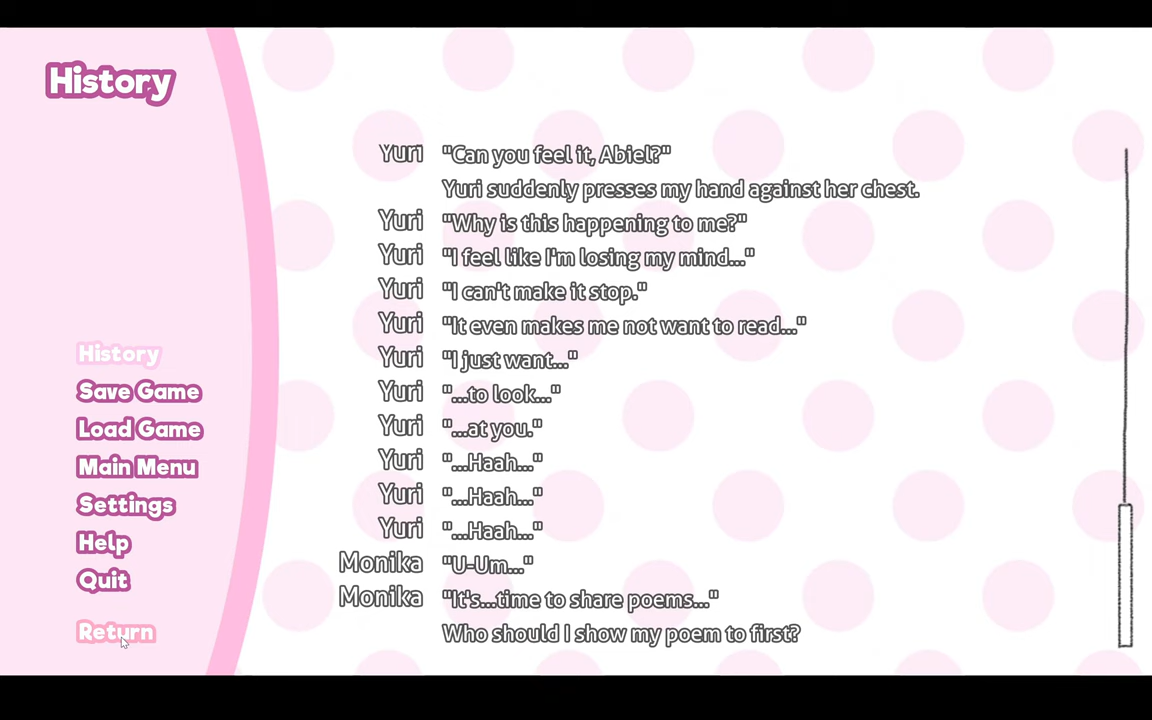 History
Yuri "Can you feel it, Abiel?"
Yuri suddenly presses my hand against her chest.
Yuri "Why is this happening to me?"
Yuri "I feel like I'm losing my mind..."
Yuri "I can't make it stop."
Yuri "It even makes me not want to read..."
Yuri "I just want..."
Yuri "...to look..."
Yuri "...at you."
Yuri "...Haah..."
Yuri "...Haah..."
Yuri "...Haah..."
Monika "U-Um..."
Monika "It's...time to share poems..."
Who should I show my poem to first?
History
Save Game
Load Game
Main Menu
Settings
Help
Quit
Return